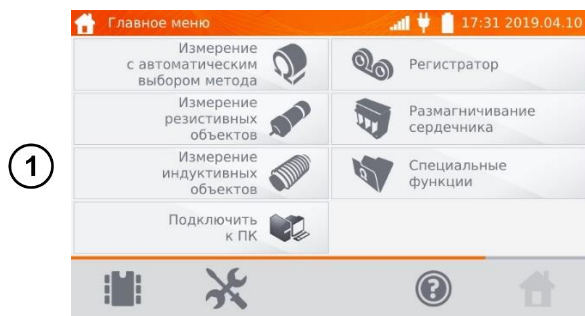 Главное меню
17:31 2019.04.10
Измерение
с автоматическим
выбором метода
Регистратор
Измерение
резистивных
объектов
Размагничивание
сердечника
1
Измерение
индуктивных
объектов
Специальные
функции
Подключить
к ПК
?